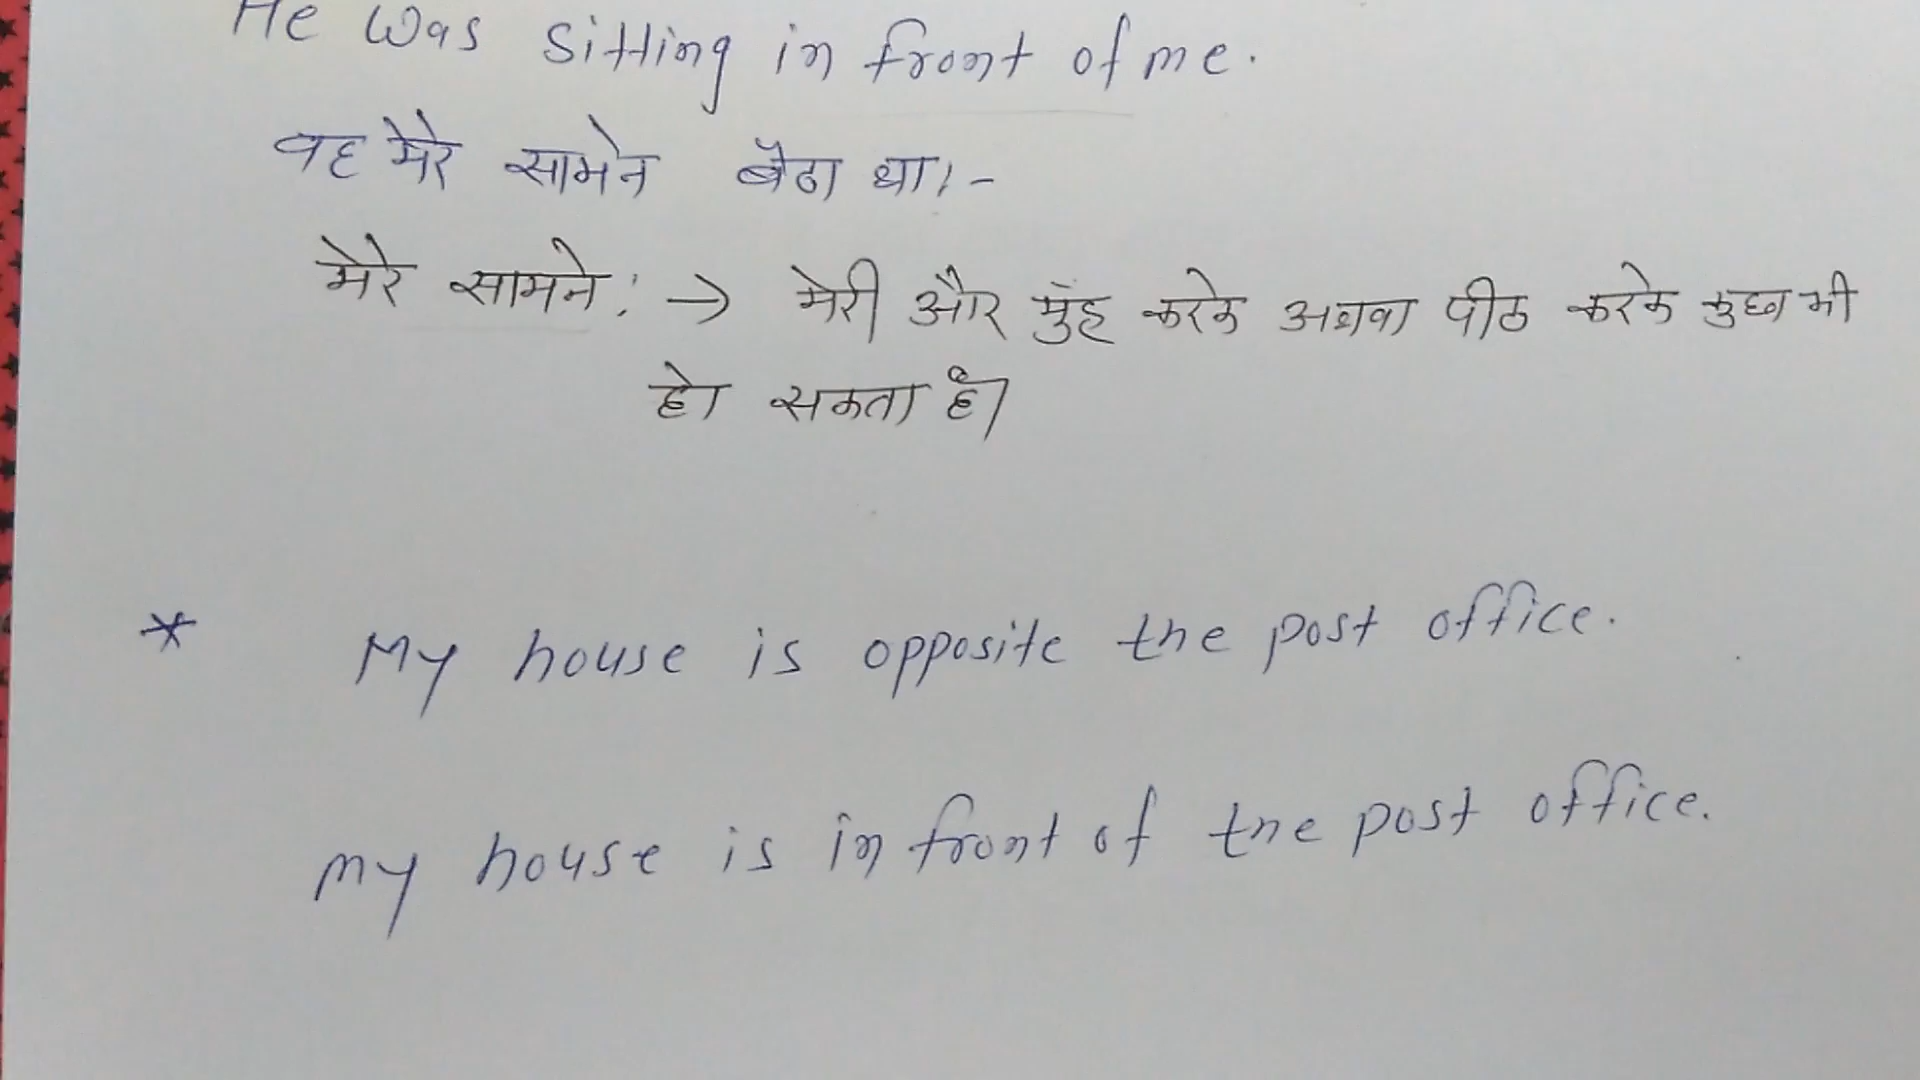 He was sitting in front of me.
वह मेरे सामने बैठा था। -
मेरे सामने : → मेरी और मुंह करके अथवा पीठ करके कुछ भी
हो सकता है।
* My house is opposite the post office.
my house is in front of the post office.